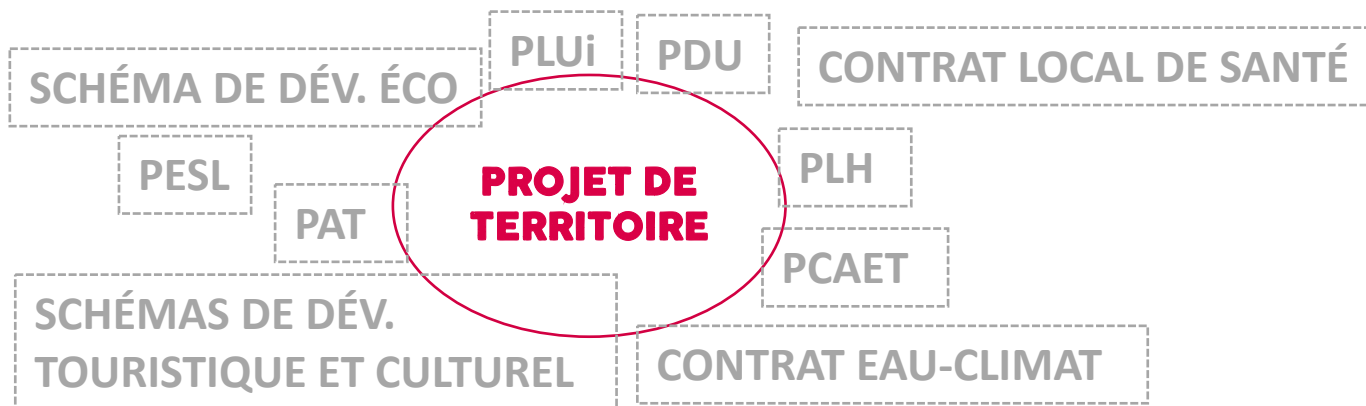 PLUi
PDU
SCHÉMA DE DÉV. ÉCO
CONTRAT LOCAL DE SANTÉ
PESL
PLH
PROJET DE
TERRITOIRE
PAT
PCAET
SCHÉMAS DE DÉV.
TOURISTIQUE ET CULTUREL
CONTRAT EAU-CLIMAT